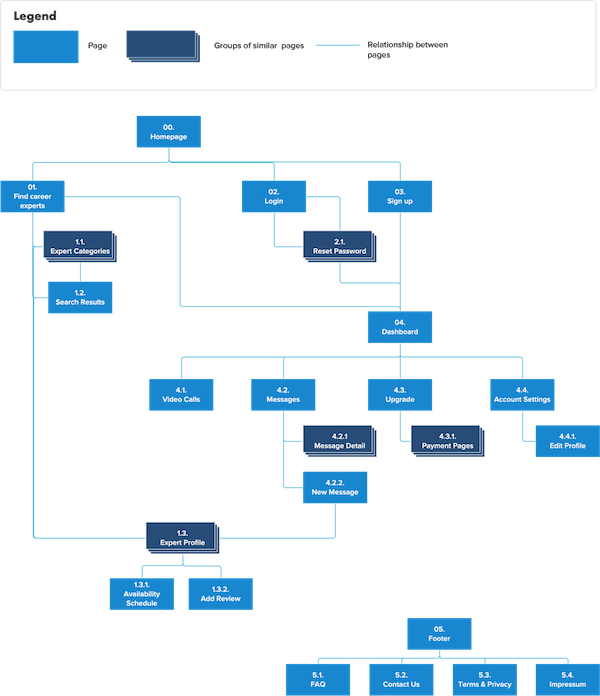 Legend
Page
Groups of similar pages
Relationship between
pages
00.
Homepage
01.
Find career
experts
02.
Login
03.
Sign up
1.1.
Expert Categories
2.1.
Reset Password
1.2.
Search Results
04.
Dashboard
4.1.
Video Calls
4.2.
Messages
4.3.
Upgrade
4.4.
Account Settings
4.2.1
Message Detail
4.3.1.
Payment Pages
4.4.1.
Edit Profile
4.2.2.
New Message
1.3.
Expert Profile
1.3.1.
Availability
Schedule
1.3.2.
Add Review
05.
Footer
5.1.
FAQ
5.2.
Contact Us
5.3.
Terms & Privacy
5.4.
Impressum